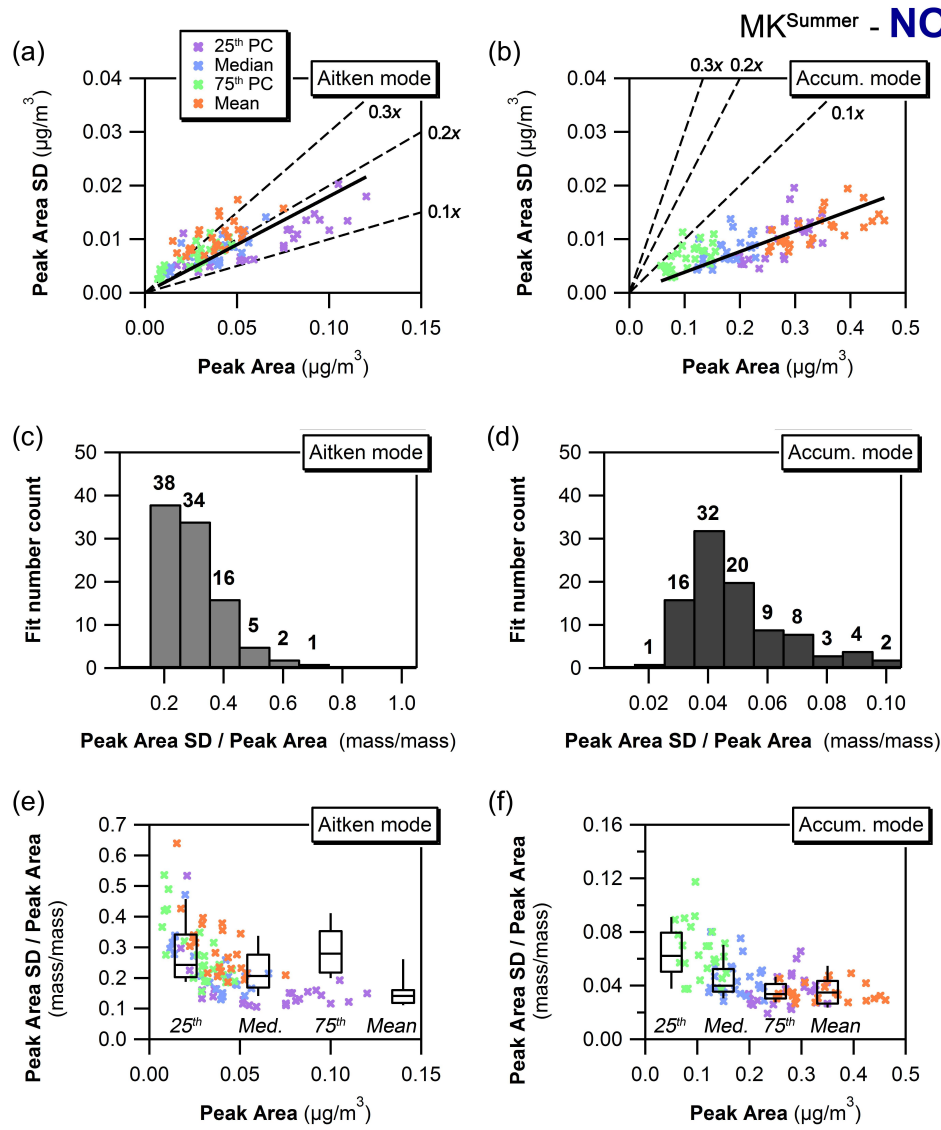 MK^Summer - NO
(a)
25th PC
Median
75th PC
Mean
Aitken mode
0.3x
0.2x
0.1x
0.04
0.03
0.02
0.01
0.00
Peak Area SD (µg/m³)
0.00 0.05 0.10 0.15
Peak Area (µg/m³)
(b)
0.3x 0.2x
Accum. mode
0.1x
0.04
0.03
0.02
0.01
0.00
Peak Area SD (µg/m³)
0.0 0.1 0.2 0.3 0.4 0.5
Peak Area (µg/m³)
(c)
Aitken mode
50
40
30
20
10
0
Fit number count
38 34 16 5 2 1
0.2 0.4 0.6 0.8 1.0
Peak Area SD / Peak Area (mass/mass)
(d)
Accum. mode
50
40
30
20
10
0
Fit number count
1 16 32 20 9 8 3 4 2
0.02 0.04 0.06 0.08 0.10
Peak Area SD / Peak Area (mass/mass)
(e)
Aitken mode
0.7
0.6
0.5
0.4
0.3
0.2
0.1
0.0
Peak Area SD / Peak Area
(mass/mass)
25th Med. 75th Mean
0.00 0.05 0.10 0.15
Peak Area (µg/m³)
(f)
Accum. mode
0.16
0.12
0.08
0.04
0.00
Peak Area SD / Peak Area
(mass/mass)
25th Med. 75th Mean
0.0 0.1 0.2 0.3 0.4 0.5
Peak Area (µg/m³)